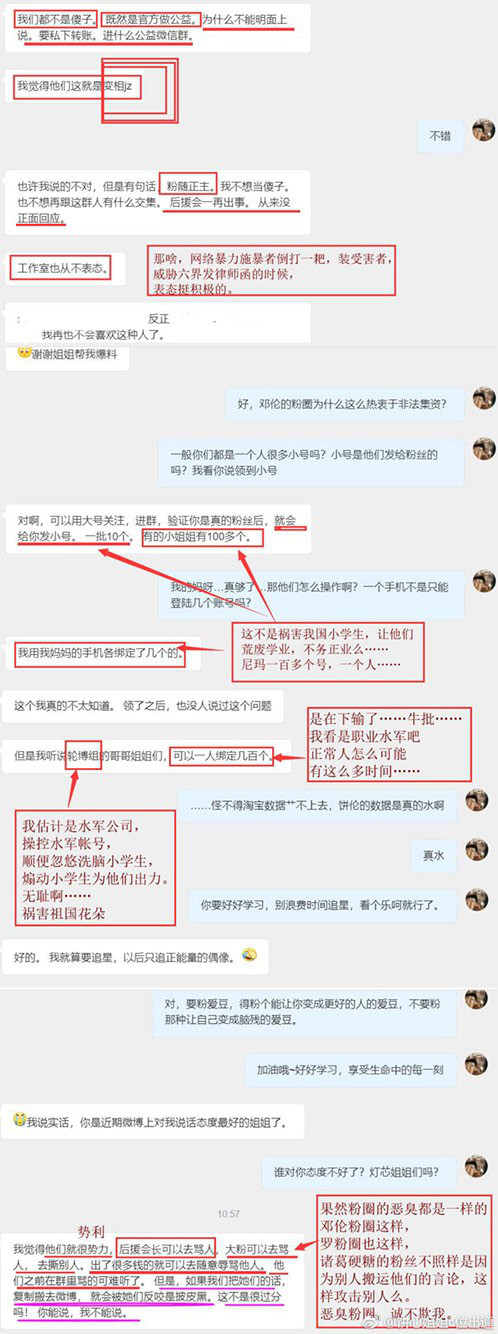 我们都不是傻子。既然是官方做公益。为什么不能明面上
说。要私下转账。进什么公益微信群。
我觉得他们这就是变相jz
不错
也许我说的不对，但是有句话，粉随正主。我不想当傻子。
也不想再跟这群人有什么交集。后援会一再出事。从来没
正面回应。
工作室也从不表态。
那啥，网络暴力施暴者倒打一耙，装受害者，
威胁六界发律师函的时候，
表态挺积极的。
反正
我再也不会喜欢这种人了。
谢谢姐姐帮我爆料
好，邓伦的粉圈为什么这么热衷于非法集资？
一般你们都是一个人很多小号吗？小号是他们发给粉丝的
吗？我看你说领到小号
对啊，可以用大号关注，进群，验证你是真的粉丝后，就会
给你发小号。一批10个。有的小姐姐有100多个。
我的妈呀...真够了...那他们怎么操作啊？一个手机不是只能
登陆几个账号吗？
这不是祸害我国小学生，让他们
荒废学业，不务正业么……
尼玛一百多个号，一个人……
我用我妈妈的手机各绑定了几个的。
这个我真的不太知道。领了之后，也没人说过这个问题
是在下输了……牛批……
我看是职业水军吧
正常人怎么可能
有这么多时间……
但是我听说轮博组的哥哥姐姐们，可以一人绑定几百个。
……怪不得淘宝数据艹不上去，饼伦的数据是真的水啊
我估计是水军公司，
操控水军帐号，
顺便忽悠洗脑小学生，
煽动小学生为他们出力。
无耻啊……
祸害祖国花朵
真水
你要好好学习，别浪费时间追星，看个乐呵就行了。
好的。我就算要追星，以后只追正能量的偶像。
对，要粉爱豆，得粉个能让你变成更好的人的爱豆，不要粉
那种让自己变成脑残的爱豆。
加油哦~好好学习，享受生命中的每一刻
我说实话，你是近期微博上对我说话态度最好的姐姐了。
谁对你态度不好了？灯芯姐姐们吗？
10:57
势利
我觉得他们就很势力，后援会长可以去骂人，大粉可以去骂
人，去撕别人。出了很多钱的就可以去随意辱骂他人。他
们之前在群里骂的可难听了。但是，如果我们把她们的话，
复制搬去微博，就会被她们反咬是披皮黑。这不是很过分
吗！你能说，我不能说。
果然粉圈的恶臭都是一样的
邓伦粉圈这样，
罗粉圈也这样，
诸葛硬糖的粉丝不照样是因
为别人搬运他们的言论，这
样攻击别人么。
恶臭粉圈，诚不欺我。